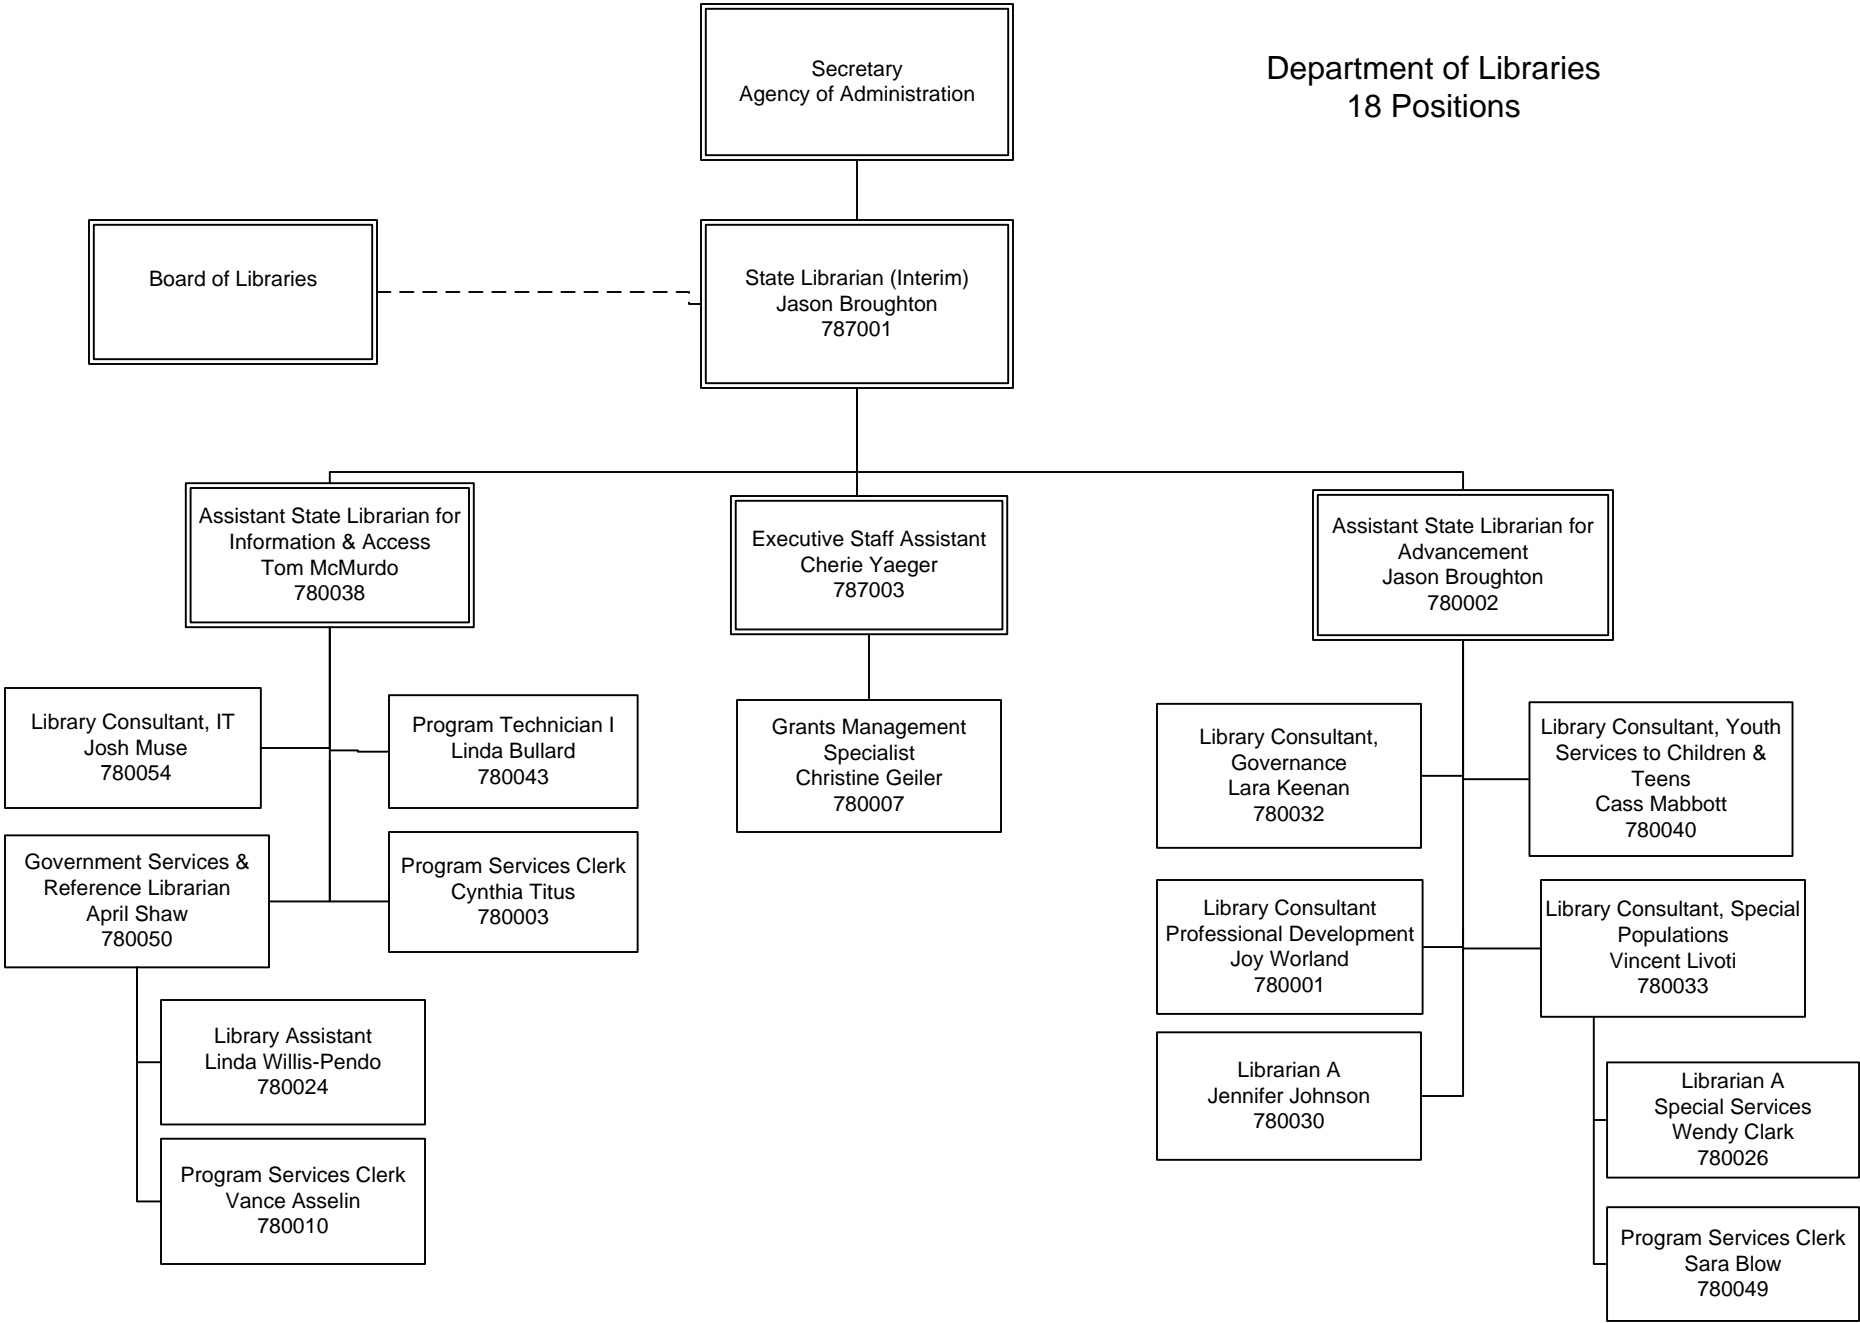 Secretary
Agency of Administration
Department of Libraries
18 Positions
Board of Libraries
State Librarian (Interim)
Jason Broughton
787001
Assistant State Librarian for
Information & Access
Tom McMurdo
780038
Executive Staff Assistant
Cherie Yaeger
787003
Assistant State Librarian for
Advancement
Jason Broughton
780002
Library Consultant, IT
Josh Muse
780054
Program Technician I
Linda Bullard
780043
Grants Management
Specialist
Christine Geiler
780007
Library Consultant,
Governance
Lara Keenan
780032
Library Consultant, Youth
Services to Children &
Teens
Cass Mabbott
780040
Government Services &
Reference Librarian
April Shaw
780050
Program Services Clerk
Cynthia Titus
780003
Library Consultant
Professional Development
Joy Worland
780001
Library Consultant, Special
Populations
Vincent Livoti
780033
Library Assistant
Linda Willis-Pendo
780024
Librarian A
Jennifer Johnson
780030
Librarian A
Special Services
Wendy Clark
780026
Program Services Clerk
Vance Asselin
780010
Program Services Clerk
Sara Blow
780049